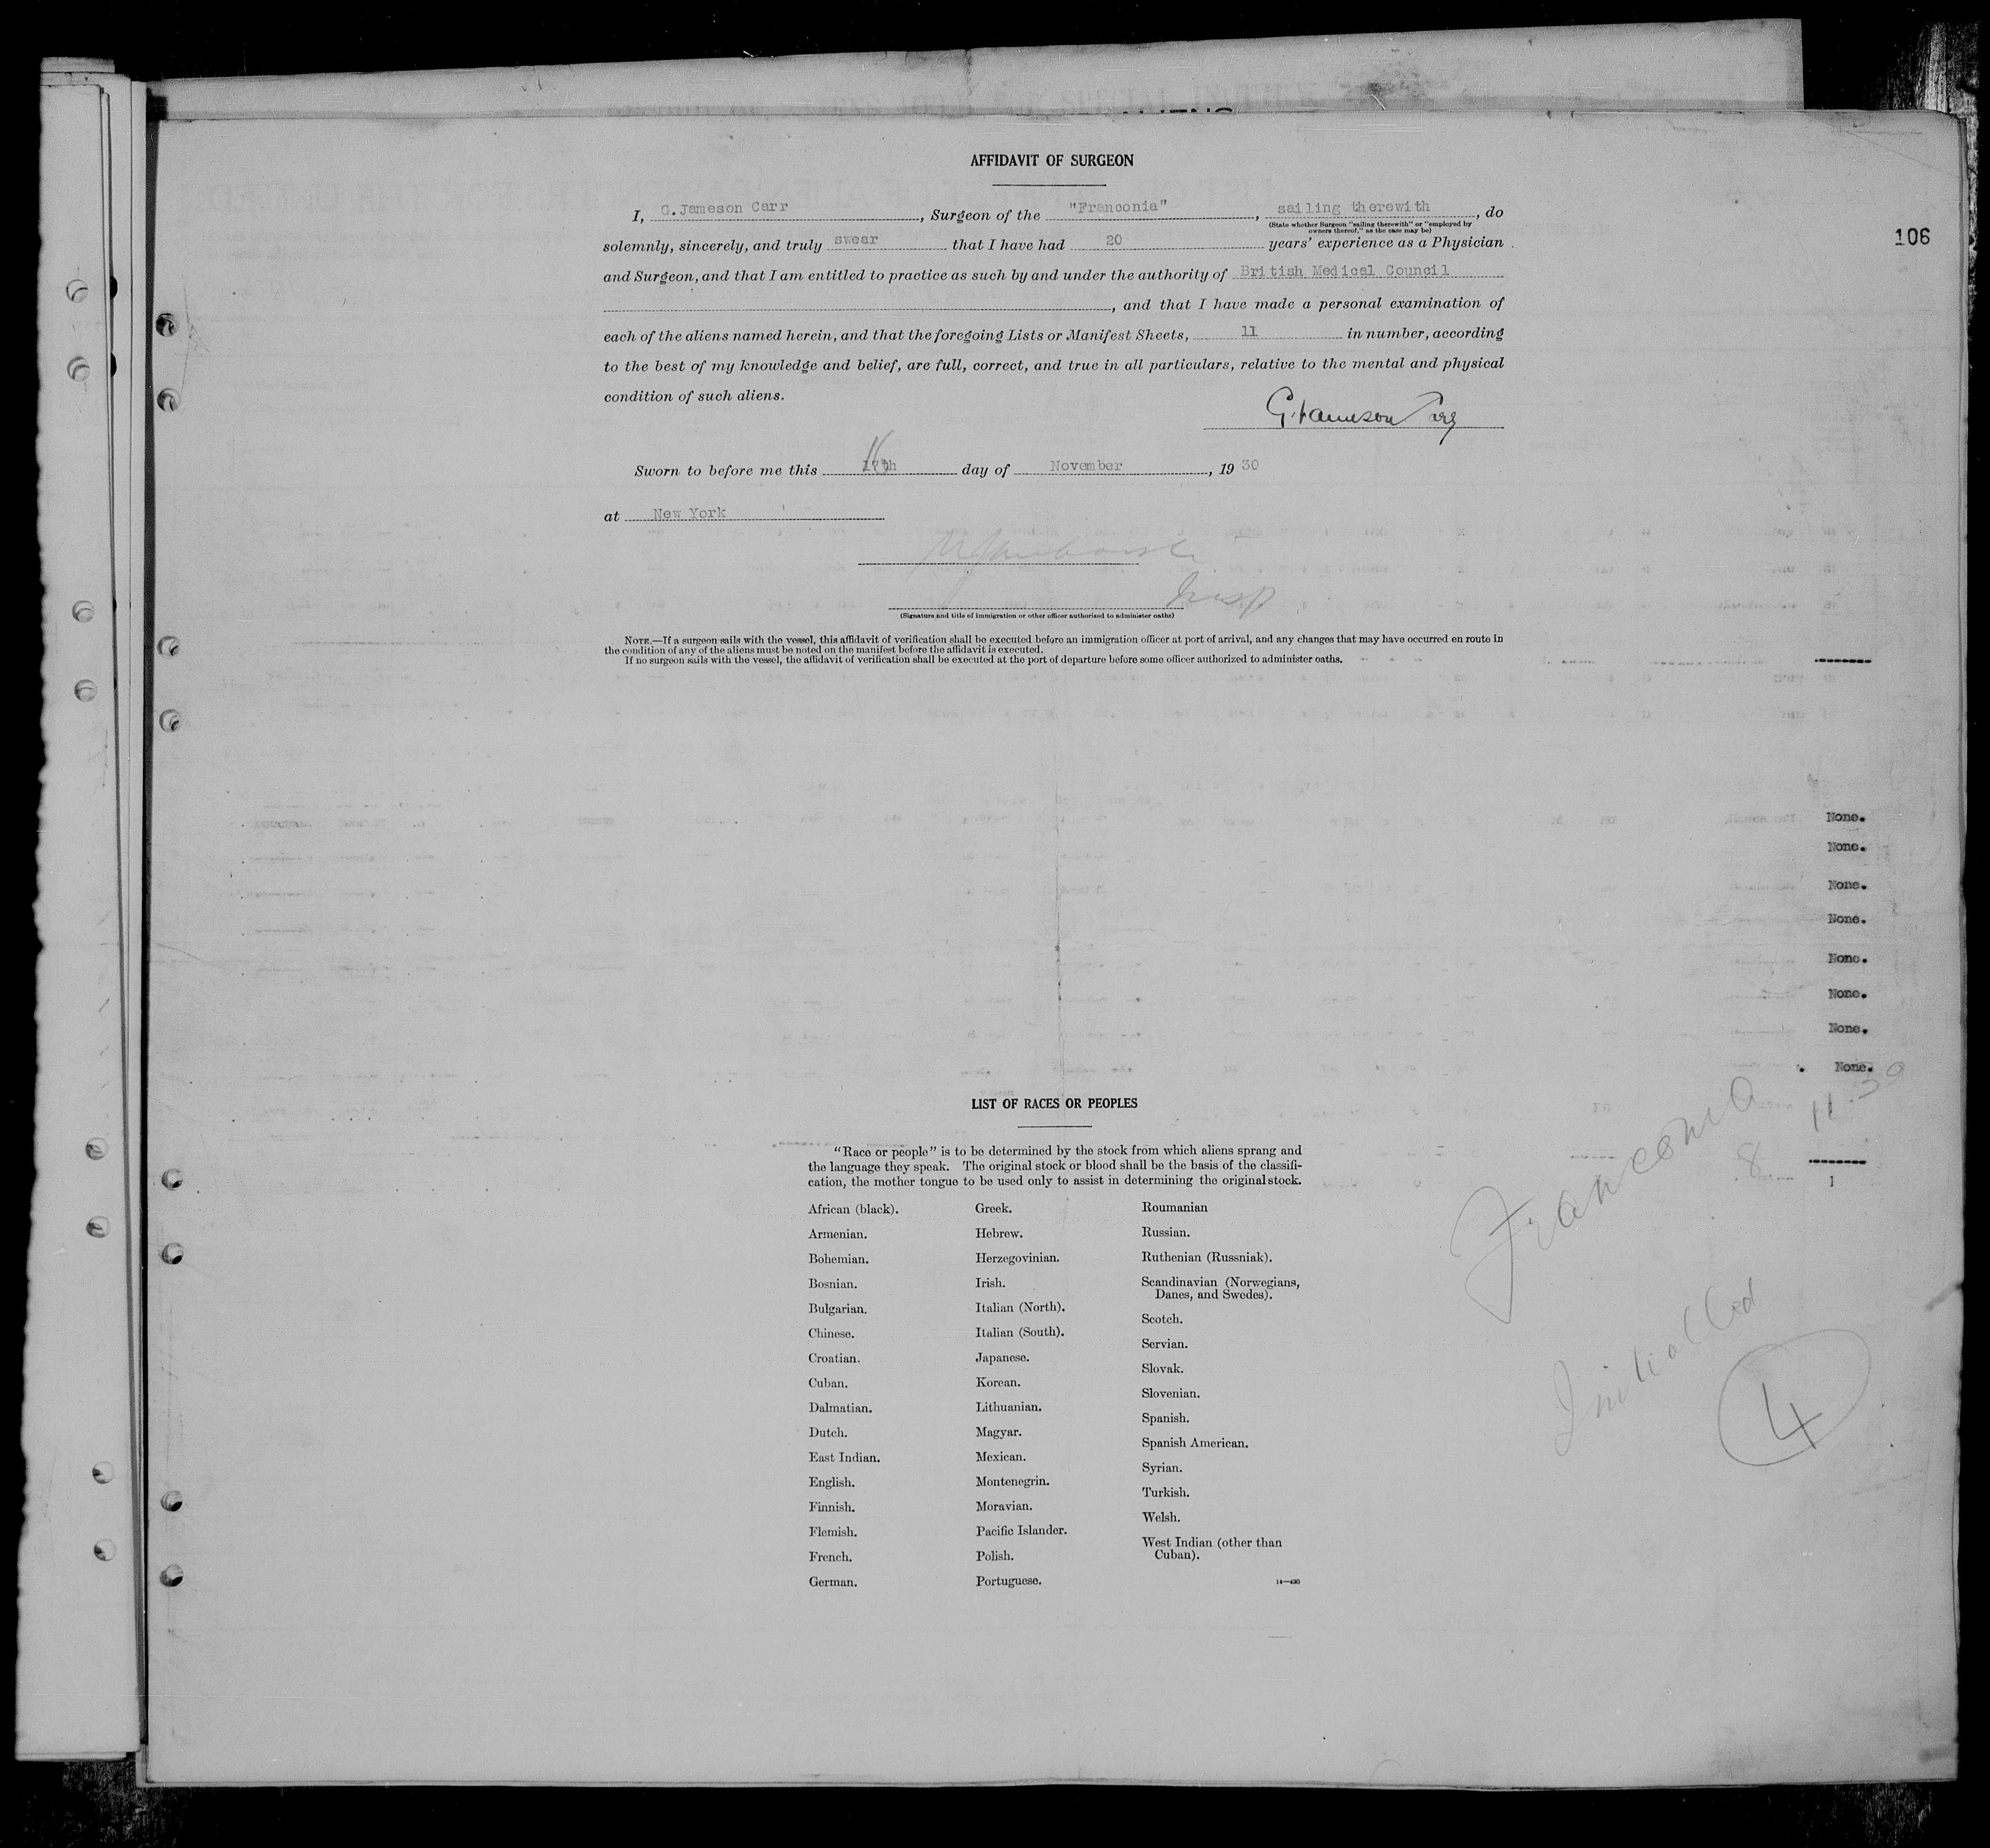 AFFIDAVIT OF SURGEON
I, G.Jameson Carr, Surgeon of the "Franconia", sailing therewith, do
(State whether Surgeon "sailing therewith" or "employed by
owners thereof," as the case may be)
106
solemnly, sincerely, and truly swear that I have had 20 years' experience as a Physician
and Surgeon, and that I am entitled to practice as such by and under the authority of British Medical Council
, and that I have made a personal examination of
each of the aliens named herein, and that the foregoing Lists or Manifest Sheets, 11 in number, according
to the best of my knowledge and belief, are full, correct, and true in all particulars, relative to the mental and physical
condition of such aliens.
G. Jameson Carr
Sworn to before me this 16 17th day of November, 1930
at New York
Insp
(Signature and title of immigration or other officer authorized to administer oaths)
NOTE.—If a surgeon sails with the vessel, this affidavit of verification shall be executed before an immigration officer at port of arrival, and any changes that may have occurred en route in
the condition of any of the aliens must be noted on the manifest before the affidavit is executed.
If no surgeon sails with the vessel, the affidavit of verification shall be executed at the port of departure before some officer authorized to administer oaths.
None.
None.
None.
None.
None.
None.
None.
None.
LIST OF RACES OR PEOPLES
"Race or people" is to be determined by the stock from which aliens sprang and
the language they speak. The original stock or blood shall be the basis of the classifi-
cation, the mother tongue to be used only to assist in determining the original stock.
African (black).
Armenian.
Bohemian.
Bosnian.
Bulgarian.
Chinese.
Croatian.
Cuban.
Dalmatian.
Dutch.
East Indian.
English.
Finnish.
Flemish.
French.
German.
Greek.
Hebrew.
Herzegovinian.
Irish.
Italian (North).
Italian (South).
Japanese.
Korean.
Lithuanian.
Magyar.
Mexican.
Montenegrin.
Moravian.
Pacific Islander.
Polish.
Portuguese.
Roumanian
Russian.
Ruthenian (Russniak).
Scandinavian (Norwegians,
Danes, and Swedes).
Scotch.
Servian.
Slovak.
Slovenian.
Spanish.
Spanish American.
Syrian.
Turkish.
Welsh.
West Indian (other than
Cuban).
14—430
Franconia
8
1
Initialled
4